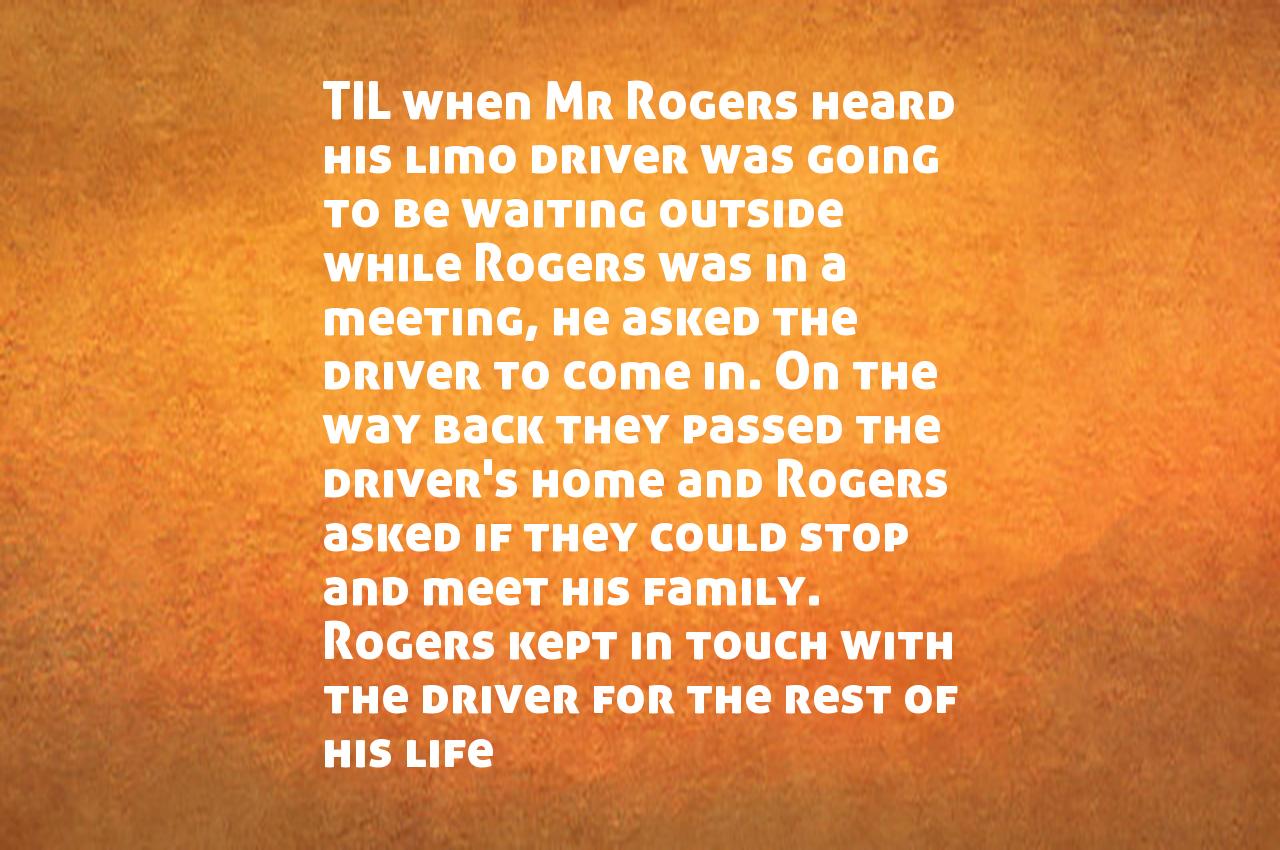 TIL when Mr Rogers heard
his limo driver was going
to be waiting outside
while Rogers was in a
meeting, he asked the
driver to come in. On the
way back they passed the
driver's home and Rogers
asked if they could stop
and meet his family.
Rogers kept in touch with
the driver for the rest of
his life